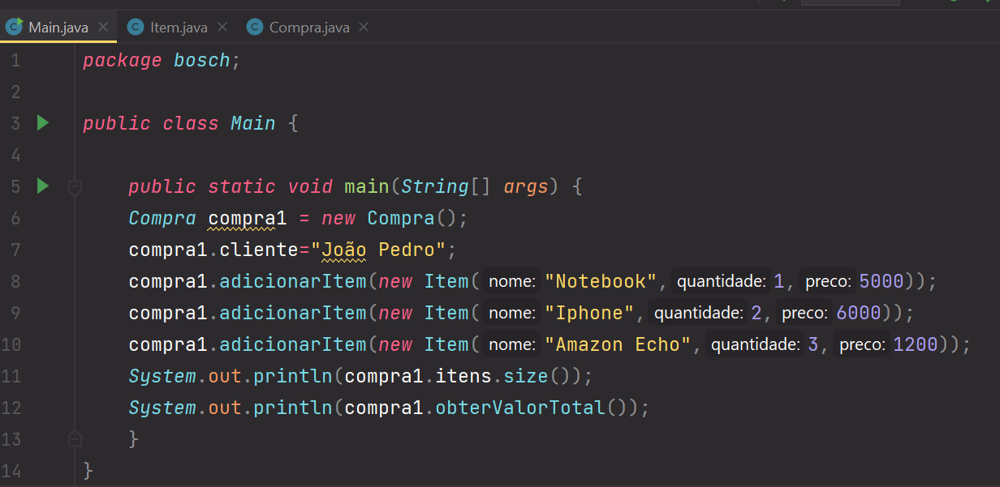 Main.java Item.java Compra.java
1 package bosch;
2
3 public class Main {
4
5 public static void main(String[] args) {
6 Compra compra1 = new Compra();
7 compra1.cliente="João Pedro";
8 compra1.adicionarItem(new Item( nome: "Notebook", quantidade: 1, preco: 5000));
9 compra1.adicionarItem(new Item( nome: "Iphone", quantidade: 2, preco: 6000));
10 compra1.adicionarItem(new Item( nome: "Amazon Echo", quantidade: 3, preco: 1200));
11 System.out.println(compra1.itens.size());
12 System.out.println(compra1.obterValorTotal());
13 }
14 }